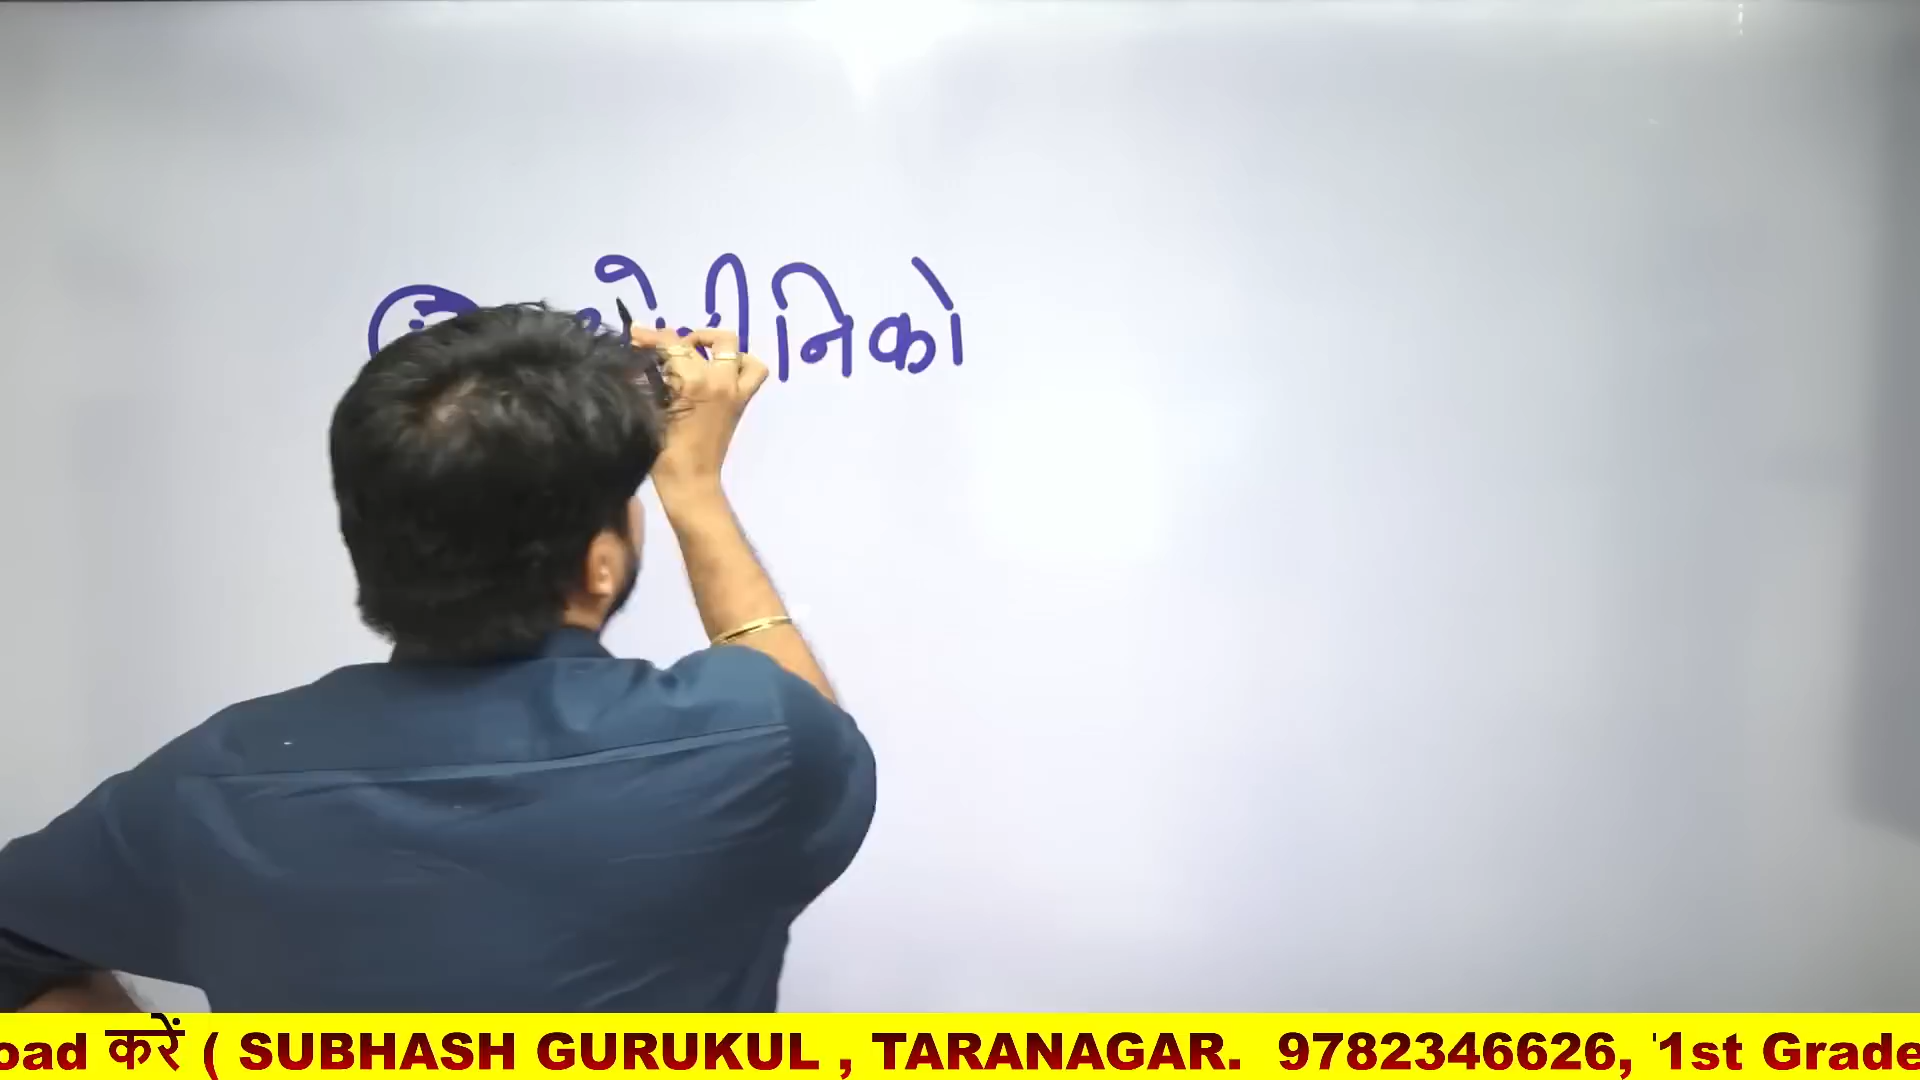 निको
oad करें ( SUBHASH GURUKUL , TARANAGAR. 9782346626, '1st Grade